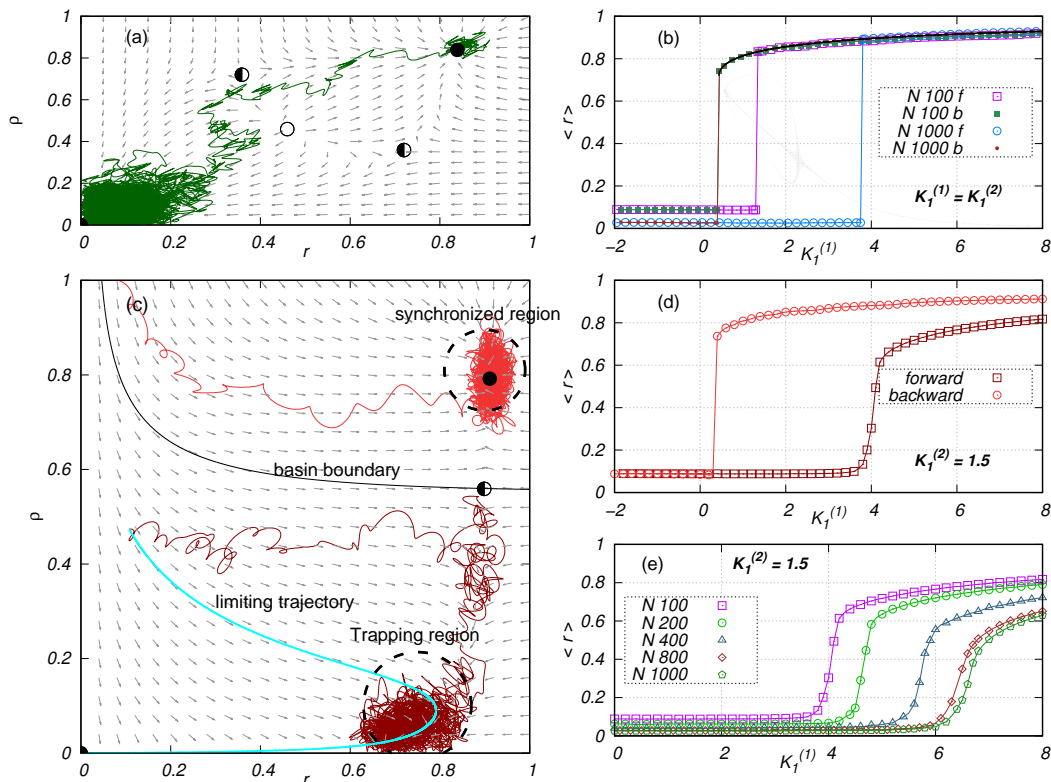 (a)
ρ
1
0.8
0.6
0.4
0.2
0
0 0.2 0.4 0.6 0.8 1
r
(b)
< r >
1
0.8
0.6
0.4
0.2
0
N 100 f
N 100 b
N 1000 f
N 1000 b
K₁⁽¹⁾ = K₁⁽²⁾
−2 0 2 4 6 8
K₁⁽¹⁾
(c)
ρ
1
0.8
0.6
0.4
0.2
0
synchronized region
basin boundary
limiting trajectory
Trapping region
0 0.2 0.4 0.6 0.8 1
r
(d)
< r >
1
0.8
0.6
0.4
0.2
0
forward
backward
K₁⁽²⁾ = 1.5
−2 0 2 4 6 8
K₁⁽¹⁾
(e)
K₁⁽²⁾ = 1.5
< r >
1
0.8
0.6
0.4
0.2
0
N 100
N 200
N 400
N 800
N 1000
0 2 4 6 8
K₁⁽¹⁾